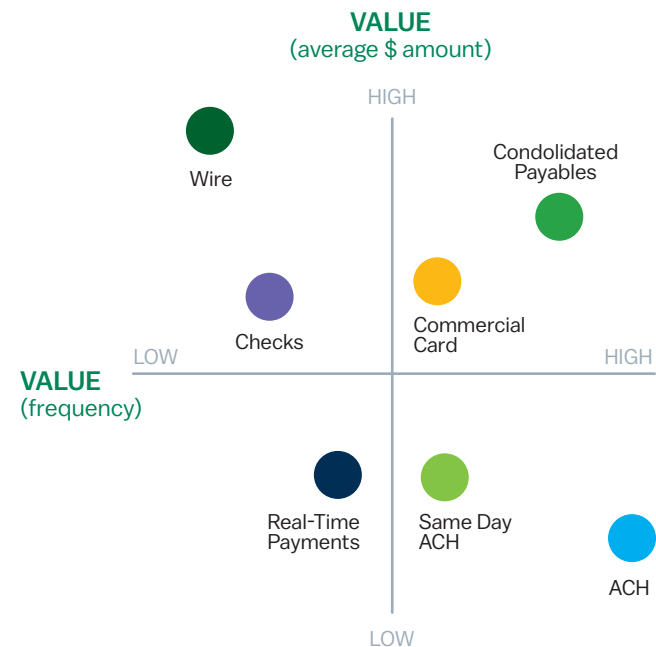 VALUE
(average $ amount)
HIGH
Condolidated
Payables
Wire
Commercial
Card
Checks
LOW
HIGH
VALUE
(frequency)
Real-Time
Payments
Same Day
ACH
ACH
LOW